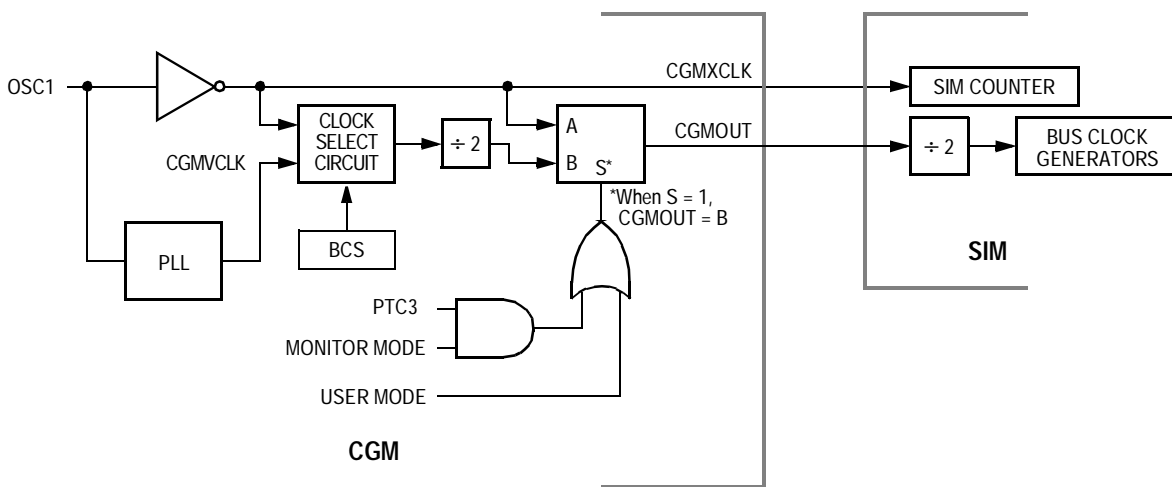 OSC1
CGMXCLK
SIM COUNTER
CLOCK
SELECT
CIRCUIT
÷ 2
A
B
S*
CGMOUT
÷ 2
BUS CLOCK
GENERATORS
CGMVCLK
*When S = 1,
CGMOUT = B
BCS
PLL
SIM
PTC3
MONITOR MODE
USER MODE
CGM